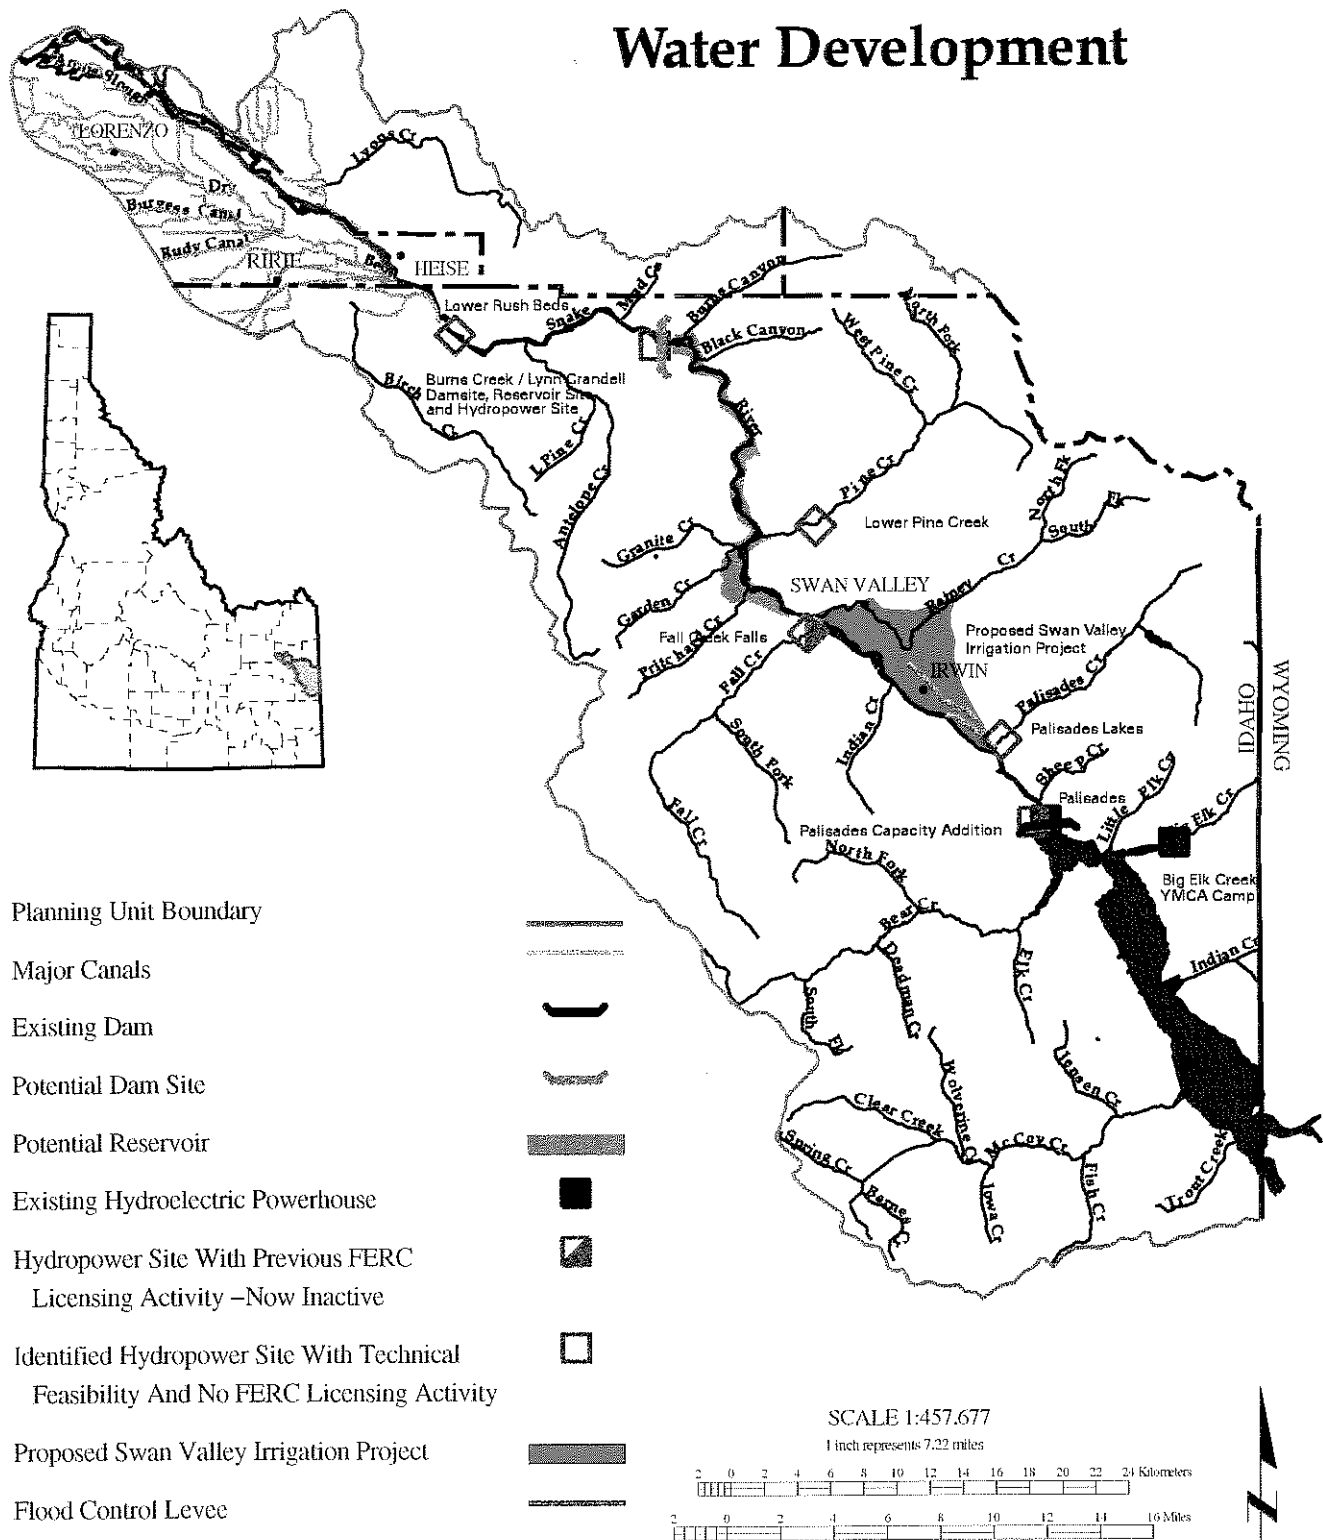 Water Development
Slough
LORENZO
Lyons Cr
Dry
Burgess Canal
Rudy Canal
RIRIE
HEISE
Lower Rush Beds
Snake
Mud Cr
Burns Canyon
Black Canyon
North Fork
West Pine Cr
Birch
Cr
Burns Creek / Lynn Crandell
Damsite, Reservoir Site
and Hydropower Site
River
L Pine Cr
Antelope Cr
Pine Cr
North Fk
South Fk
Lower Pine Creek
Granite Cr
Garden Cr
SWAN VALLEY
Rainey Cr
Fall Creek Falls
Pritchard Cr
Proposed Swan Valley
Irrigation Project
IRWIN
Fall Cr
Palisades Cr
Indian Cr
South Fork
Palisades Lakes
IDAHO
WYOMING
Sheep Cr
Fall Cr
Palisades
Little Elk Cr
Big Elk Cr
Palisades Capacity Addition
North Fork
Big Elk Creek
YMCA Camp
Bear Cr
Deadman Cr
Elk Cr
Indian Cr
South Fk
Wolverine Cr
Jensen Cr
Clear Creek
Spring Cr
McCoy Cr
Barnes C
Iowa Cr
Fish Cr
Trout Creek
Planning Unit Boundary
Major Canals
Existing Dam
Potential Dam Site
Potential Reservoir
Existing Hydroelectric Powerhouse
Hydropower Site With Previous FERC
Licensing Activity –Now Inactive
Identified Hydropower Site With Technical
Feasibility And No FERC Licensing Activity
Proposed Swan Valley Irrigation Project
Flood Control Levee
SCALE 1:457.677
1 inch represents 7.22 miles
2 0 2 4 6 8 10 12 14 16 18 20 22 24 Kilometers
2 0 2 4 6 8 10 12 14 16 Miles